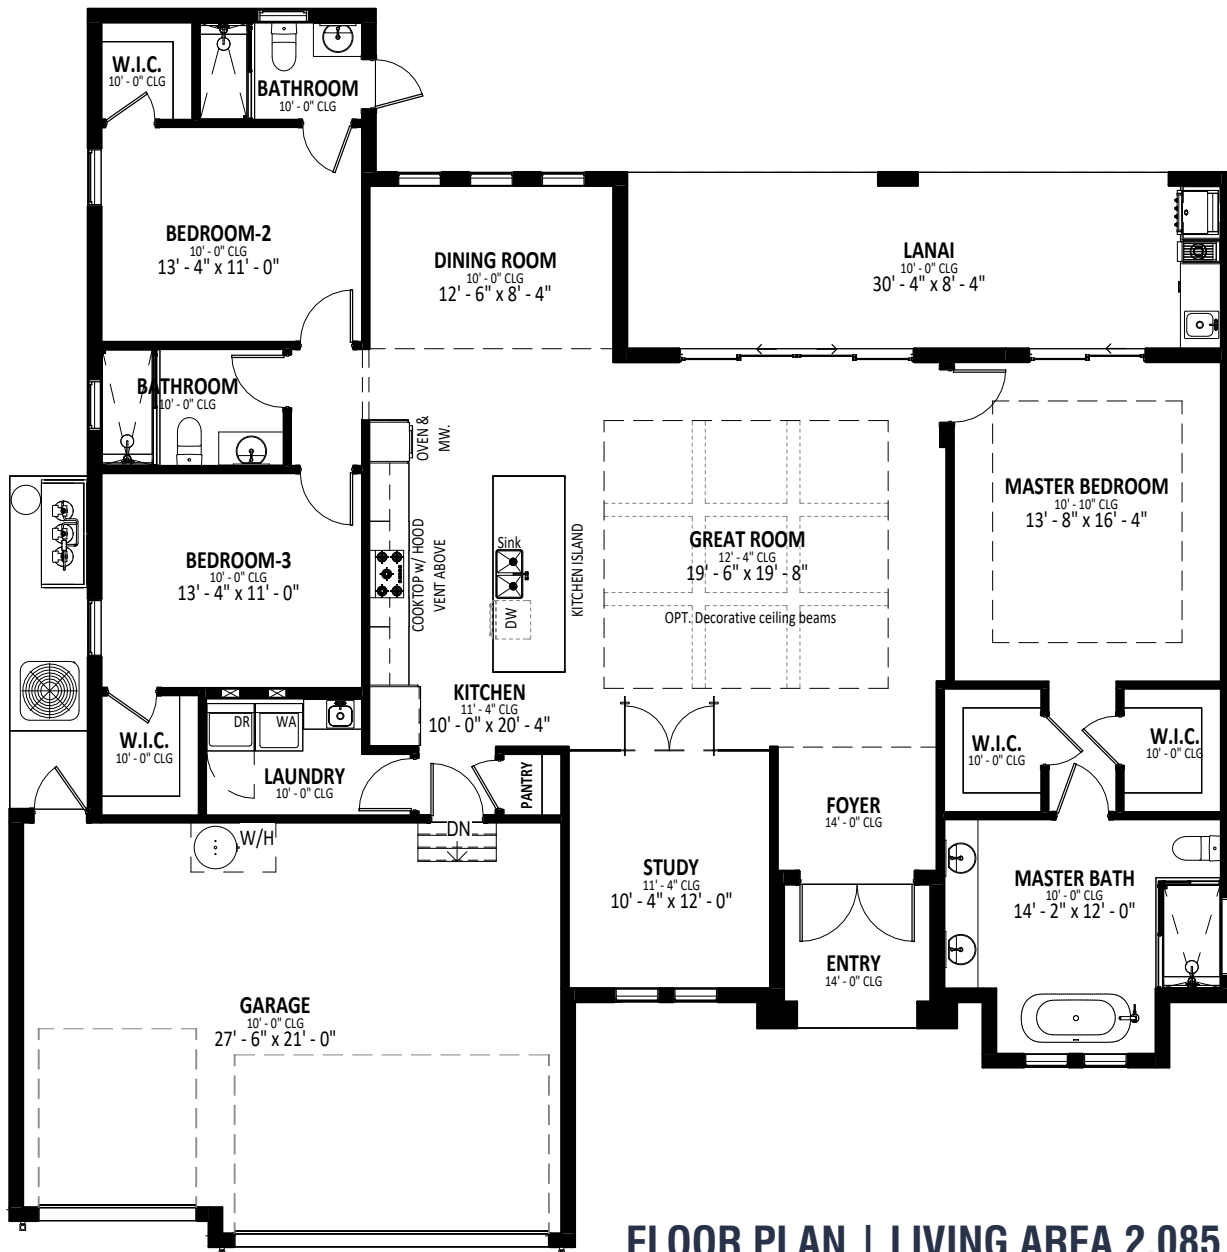 W.I.C.
10' - 0" CLG
BATHROOM
10' - 0" CLG
BEDROOM-2
10' - 0" CLG
13' - 4" x 11' - 0"
DINING ROOM
10' - 0" CLG
12' - 6" x 8' - 4"
LANAI
10' - 0" CLG
30' - 4" x 8' - 4"
BATHROOM
10' - 0" CLG
OVEN &
MW.
BEDROOM-3
10' - 0" CLG
13' - 4" x 11' - 0"
COOKTOP w/ HOOD
VENT ABOVE
Sink
DW
KITCHEN ISLAND
GREAT ROOM
12' - 4" CLG
19' - 6" x 19' - 8"
OPT. Decorative ceiling beams
MASTER BEDROOM
10' - 10" CLG
13' - 8" x 16' - 4"
KITCHEN
11' - 4" CLG
10' - 0" x 20' - 4"
W.I.C.
10' - 0" CLG
DR
WA
LAUNDRY
10' - 0" CLG
PANTRY
W.I.C.
10' - 0" CLG
W.I.C.
10' - 0" CLG
FOYER
14' - 0" CLG
W/H
DN
STUDY
11' - 4" CLG
10' - 4" x 12' - 0"
MASTER BATH
10' - 0" CLG
14' - 2" x 12' - 0"
ENTRY
14' - 0" CLG
GARAGE
10' - 0" CLG
27' - 6" x 21' - 0"
FLOOR PLAN | LIVING AREA 2,085